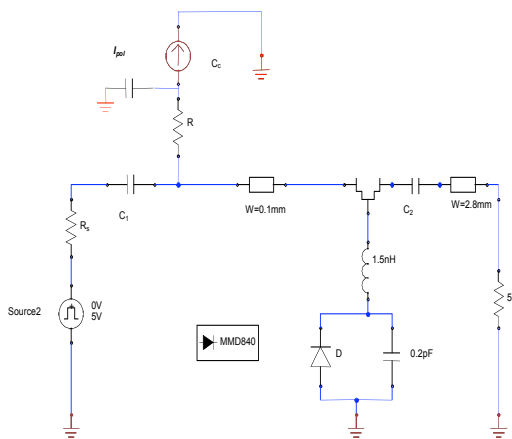 Ipol
Cc
R
C1
W=0.1mm
C2
W=2.8mm
Rs
1.5nH
5
Source2
0V
5V
MMD840
D
0.2pF